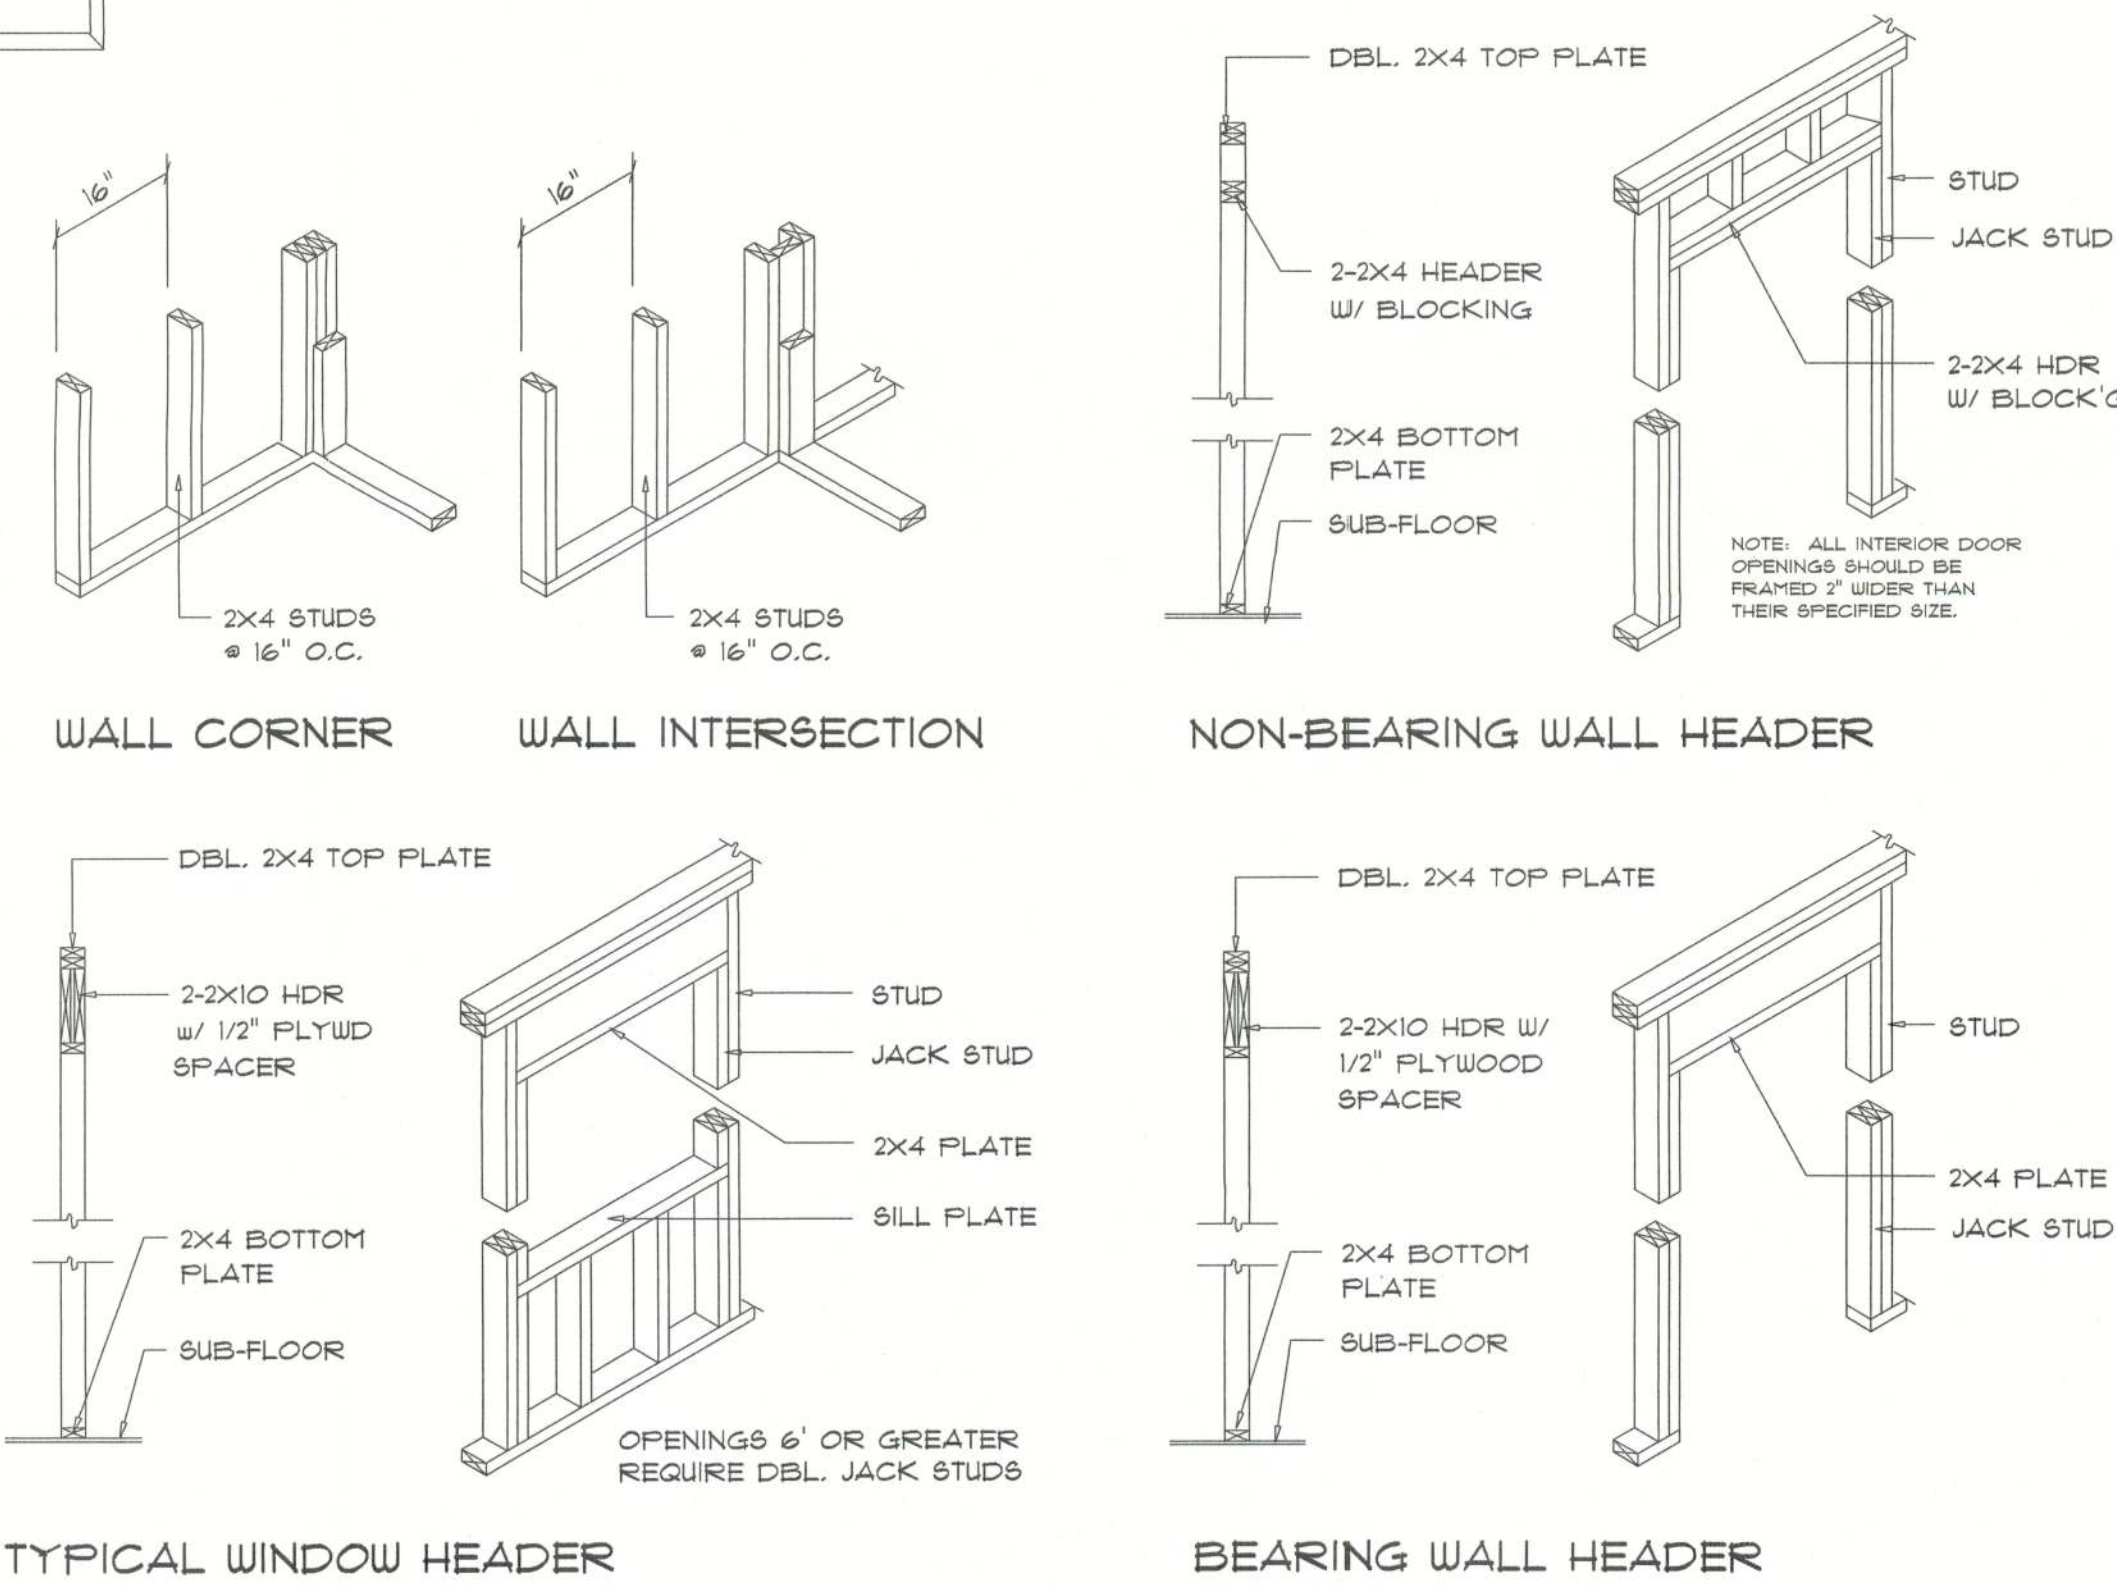 16"
2X4 STUDS
@ 16" O.C.
WALL CORNER
16"
2X4 STUDS
@ 16" O.C.
WALL INTERSECTION
DBL. 2X4 TOP PLATE
2-2X4 HEADER
W/ BLOCKING
2X4 BOTTOM
PLATE
SUB-FLOOR
STUD
JACK STUD
2-2X4 HDR
W/ BLOCK'G
NOTE: ALL INTERIOR DOOR
OPENINGS SHOULD BE
FRAMED 2" WIDER THAN
THEIR SPECIFIED SIZE.
NON-BEARING WALL HEADER
DBL. 2X4 TOP PLATE
2-2X10 HDR
W/ 1/2" PLYWD
SPACER
2X4 BOTTOM
PLATE
SUB-FLOOR
STUD
JACK STUD
2X4 PLATE
SILL PLATE
OPENINGS 6' OR GREATER
REQUIRE DBL. JACK STUDS
TYPICAL WINDOW HEADER
DBL. 2X4 TOP PLATE
2-2X10 HDR W/
1/2" PLYWOOD
SPACER
2X4 BOTTOM
PLATE
SUB-FLOOR
STUD
2X4 PLATE
JACK STUD
BEARING WALL HEADER